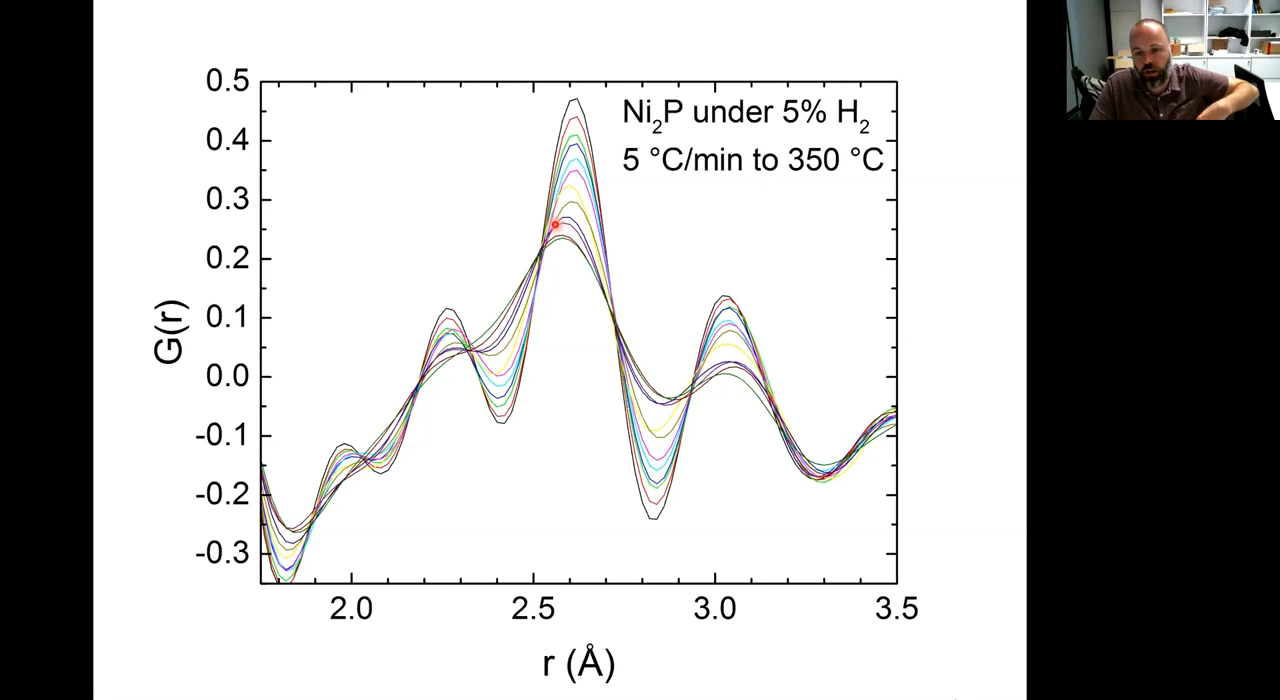 Ni₂P under 5% H₂
5 °C/min to 350 °C
0.5
0.4
0.3
0.2
0.1
0.0
-0.1
-0.2
-0.3
G(r)
2.0 2.5 3.0 3.5
r (Å)